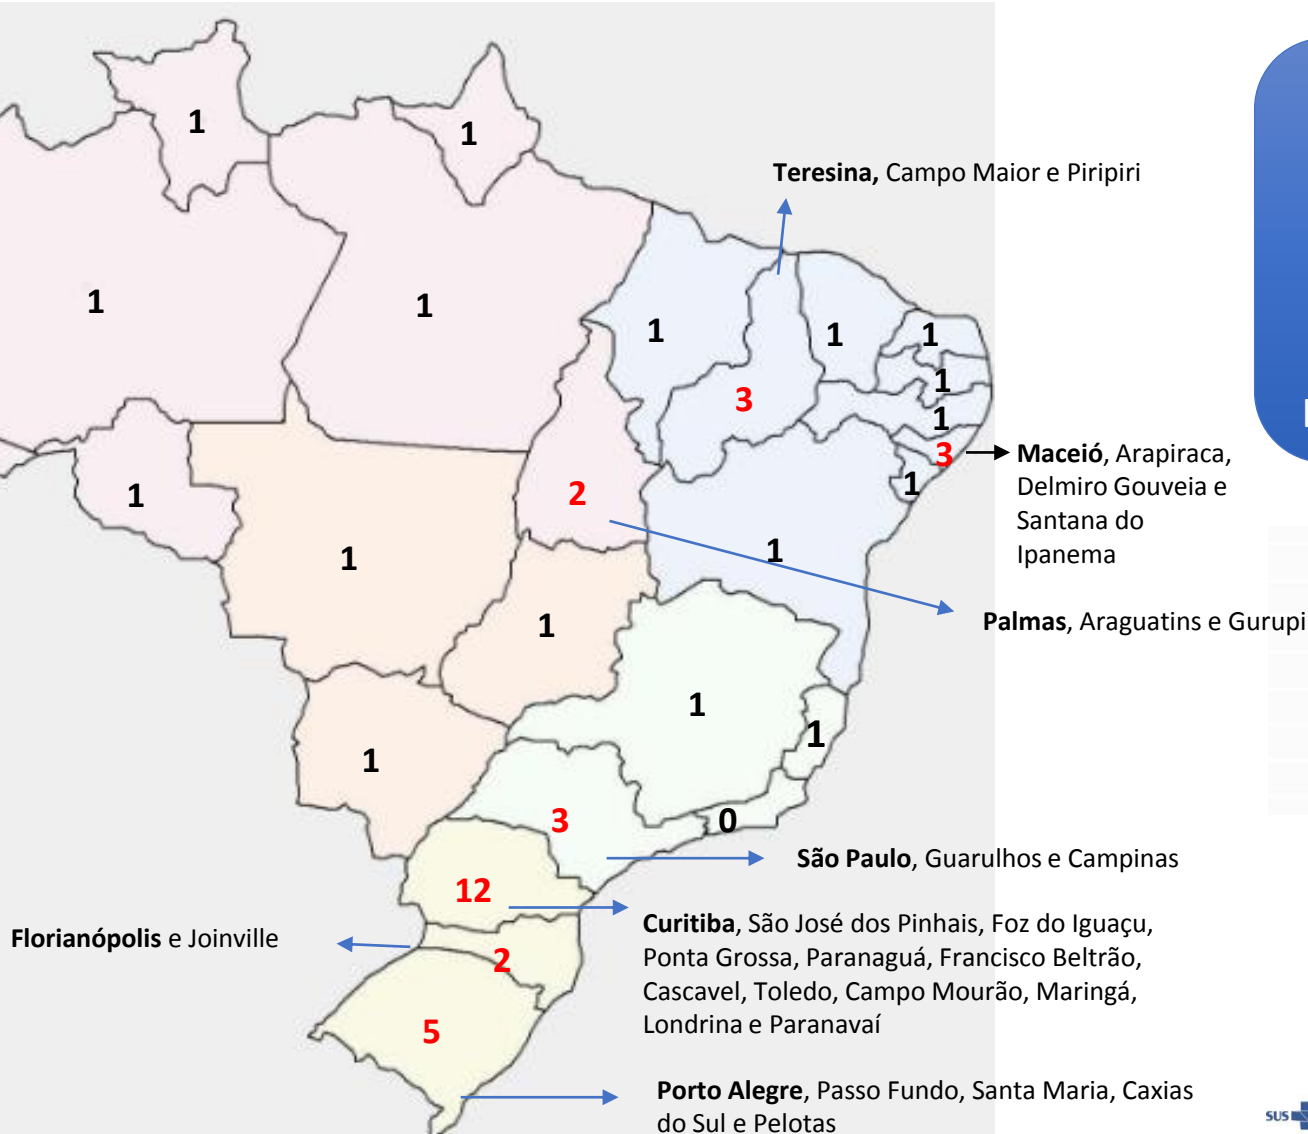 1
1
Teresina, Campo Maior e Piripiri
1
1
1
1
1
1
3
1
3
Maceió, Arapiraca,
Delmiro Gouveia e
Santana do
Ipanema
1
2
1
1
1
Palmas, Araguatins e Gurupi
1
1
1
1
3
0
São Paulo, Guarulhos e Campinas
12
Curitiba, São José dos Pinhais, Foz do Iguaçu,
Ponta Grossa, Paranaguá, Francisco Beltrão,
Cascavel, Toledo, Campo Mourão, Maringá,
Londrina e Paranavaí
Florianópolis e Joinville
2
5
Porto Alegre, Passo Fundo, Santa Maria, Caxias
do Sul e Pelotas
SUS